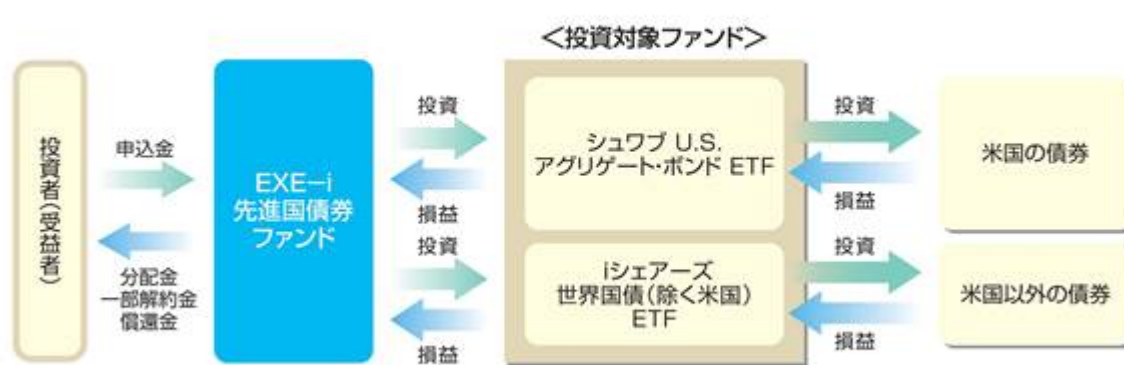 ＜投資対象ファンド＞
投資者（受益者）
申込金
分配金
一部解約金
償還金
EXE－i
先進国債券
ファンド
投資
損益
投資
損益
シュワブ U.S.
アグリゲート・ボンド ETF
iシェアーズ
世界国債（除く米国）
ETF
投資
損益
投資
損益
米国の債券
米国以外の債券